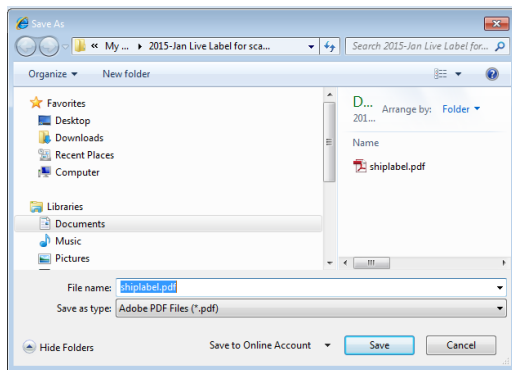 Save As
« My ... ▸ 2015-Jan Live Label for sca...
Search 2015-Jan Live Label for...
Organize
New folder
Favorites
Desktop
Downloads
Recent Places
Computer
Libraries
Documents
Music
Pictures
D...
201...
Arrange by: Folder
Name
shiplabel.pdf
File name: shiplabel.pdf
Save as type: Adobe PDF Files (*.pdf)
Hide Folders
Save to Online Account
Save
Cancel